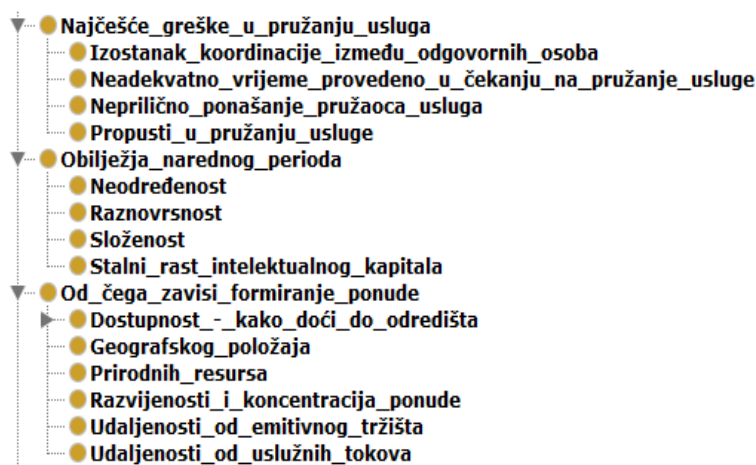 Najčešće_greške_u_pružanju_usluga
Izostanak_koordinacije_između_odgovornih_osoba
Neadekvatno_vrijeme_provedeno_u_čekanju_na_pružanje_usluge
Neprilično_ponašanje_pružaoca_usluga
Propusti_u_pružanju_usluge
Obilježja_narednog_perioda
Neodređenost
Raznovrsnost
Složenost
Stalni_rast_intelektualnog_kapitala
Od_čega_zavisi_formiranje_ponude
Dostupnost_-_kako_doći_do_odredišta
Geografskog_položaja
Prirodnih_resursa
Razvijenosti_i_koncentracija_ponude
Udaljenosti_od_emitivnog_tržišta
Udaljenosti_od_uslužnih_tokova